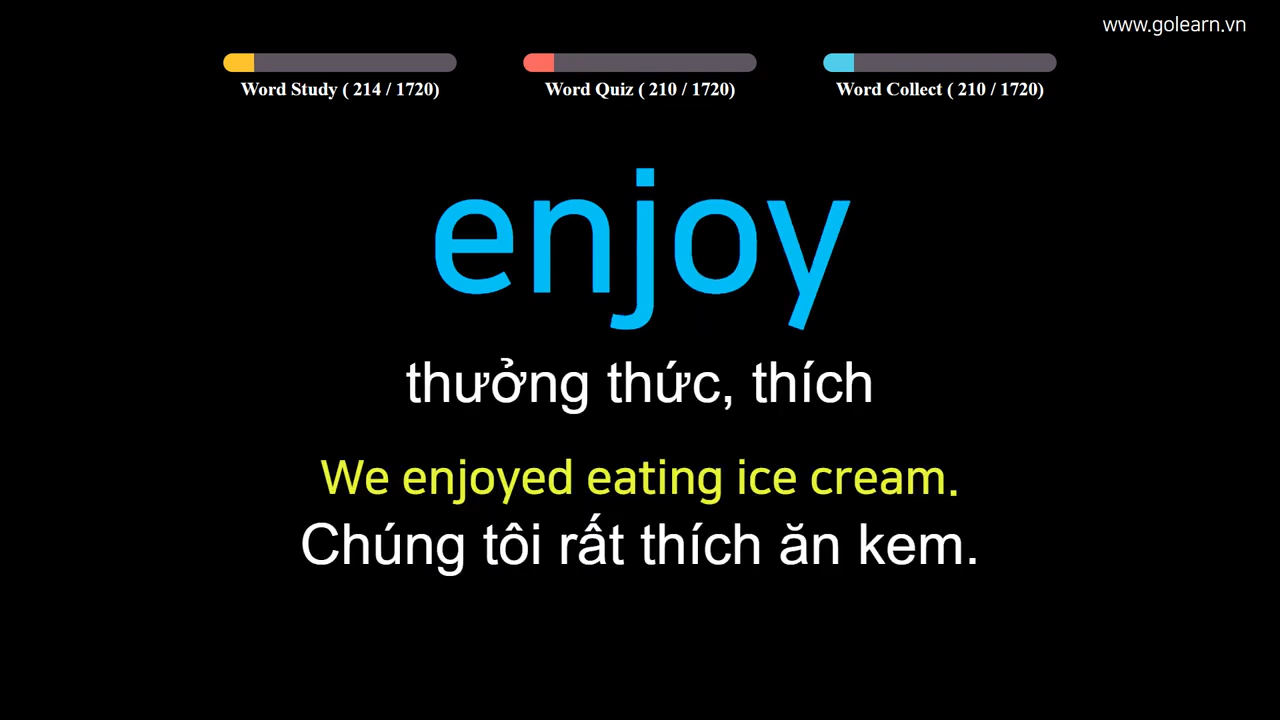 www.golearn.vn
Word Study ( 214 / 1720)
Word Quiz ( 210 / 1720)
Word Collect ( 210 / 1720)
enjoy
thưởng thức, thích
We enjoyed eating ice cream.
Chúng tôi rất thích ăn kem.